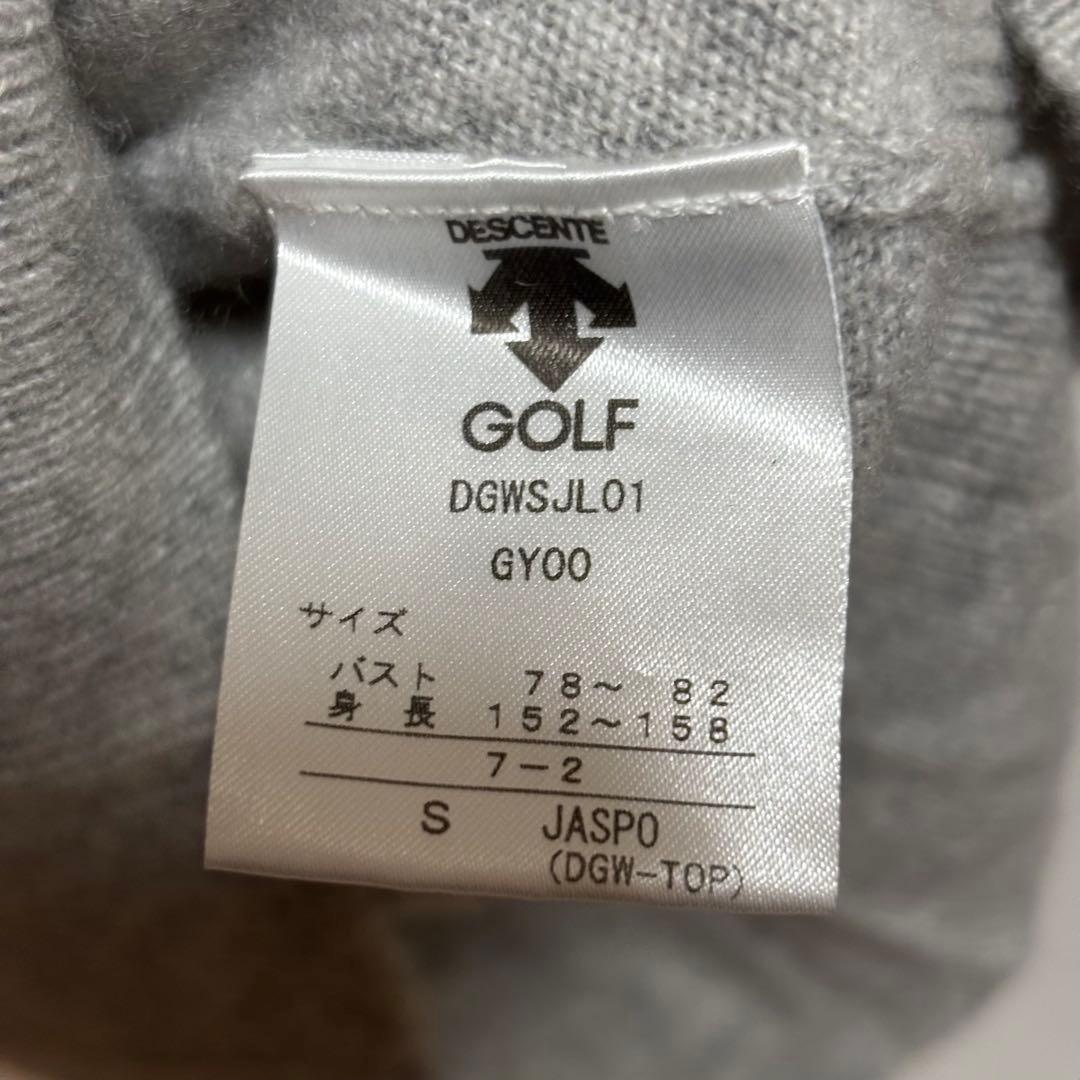 DESCENTE
GOLF
DGWSJL01
GY00
サイズ
バスト 78～ 82
身長 152～158
7-2
S JASPO
(DGW-TOP)